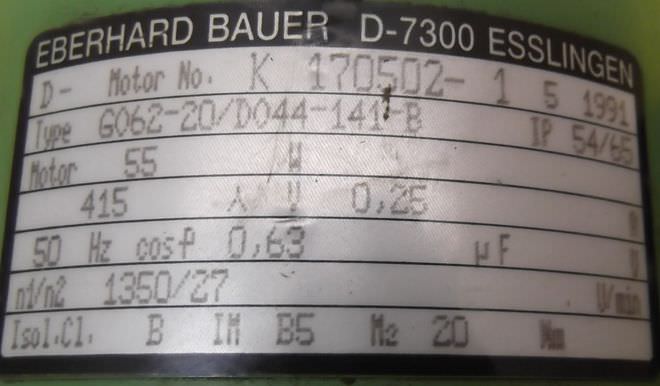 EBERHARD BAUER D-7300 ESSLINGEN
D- Motor No. K 170502- 1 5 1991
Type G062-20/D044-141-B IP 54/65
Motor 55 W
415 ⅄ V 0,25 A
50 Hz cosφ 0,63 µF V
n1/n2 1350/27 U/min
Isol.Cl. B IM B5 M2 20 Nm